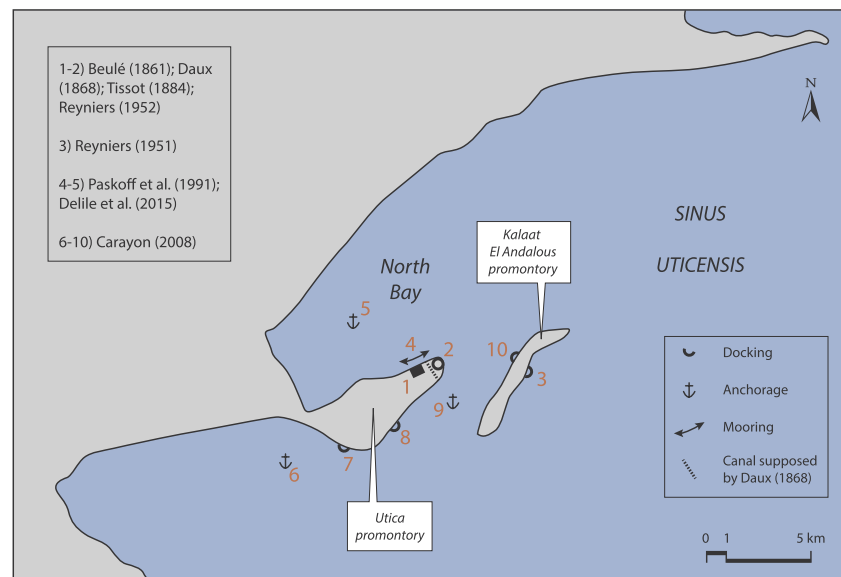 1-2) Beulé (1861); Daux
(1868); Tissot (1884);
Reyniers (1952)
3) Reyniers (1951)
4-5) Paskoff et al. (1991);
Delile et al. (2015)
6-10) Carayon (2008)
N
SINUS
UTICENSIS
Kalaat
El Andalous
promontory
North
Bay
5
4
2
10
1
3
9
8
7
6
Utica
promontory
Docking
Anchorage
Mooring
Canal supposed
by Daux (1868)
0 1 5 km